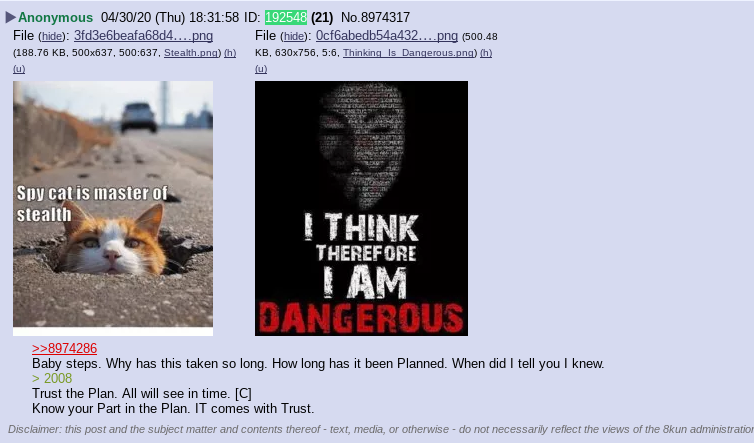 ▶Anonymous 04/30/20 (Thu) 18:31:58 ID: 192548 (21) No.8974317
File (hide): 3fd3e6beafa68d4….png
(188.76 KB, 500x637, 500:637, Stealth.png) (h)
(u)
File (hide): 0cf6abedb54a432….png (500.48
KB, 630x756, 5:6, Thinking_Is_Dangerous.png) (h)
(u)
Spy cat is master of
stealth
I THINK
THEREFORE
I AM
DANGEROUS
>>8974286
Baby steps. Why has this taken so long. How long has it been Planned. When did I tell you I knew.
> 2008
Trust the Plan. All will see in time. [C]
Know your Part in the Plan. IT comes with Trust.
Disclaimer: this post and the subject matter and contents thereof - text, media, or otherwise - do not necessarily reflect the views of the 8kun administration